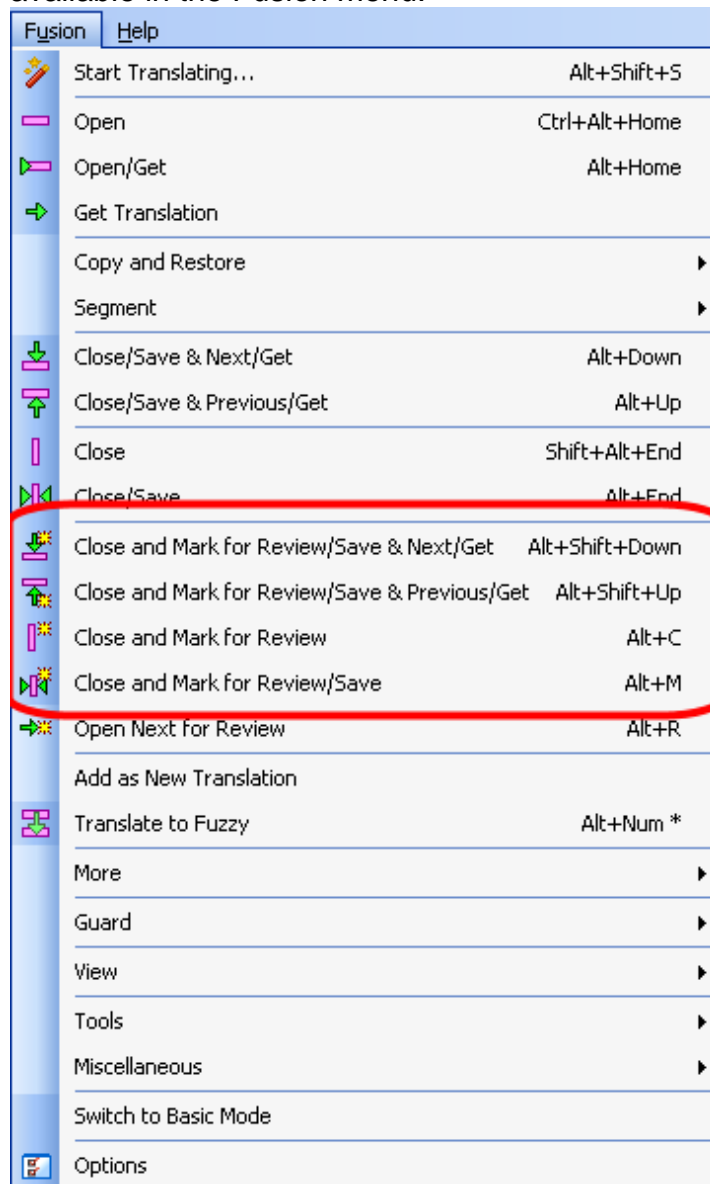 available in the Fusion menu.
Fusion Help
Start Translating... Alt+Shift+S
Open Ctrl+Alt+Home
Open/Get Alt+Home
Get Translation
Copy and Restore
Segment
Close/Save & Next/Get Alt+Down
Close/Save & Previous/Get Alt+Up
Close Shift+Alt+End
Close/Save Alt+End
Close and Mark for Review/Save & Next/Get Alt+Shift+Down
Close and Mark for Review/Save & Previous/Get Alt+Shift+Up
Close and Mark for Review Alt+C
Close and Mark for Review/Save Alt+M
Open Next for Review Alt+R
Add as New Translation
Translate to Fuzzy Alt+Num *
More
Guard
View
Tools
Miscellaneous
Switch to Basic Mode
Options